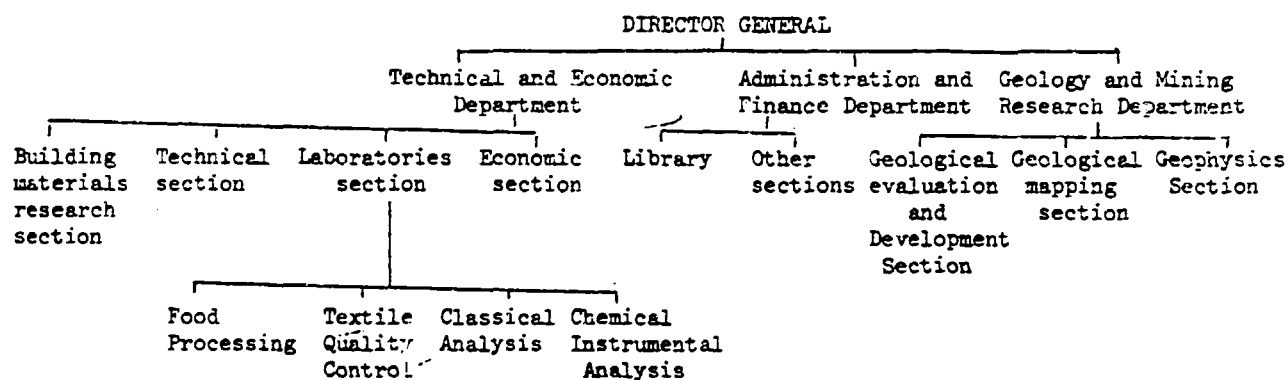 DIRECTOR GENERAL
Technical and Economic
Department
Administration and
Finance Department
Geology and Mining
Research Department
Building
materials
research
section
Technical
section
Laboratories
section
Economic
section
Library
Other
sections
Geological
evaluation
and
Development
Section
Geological
mapping
section
Geophysics
Section
Food
Processing
Textile
Quality
Control
Classical
Analysis
Chemical
Instrumental
Analysis